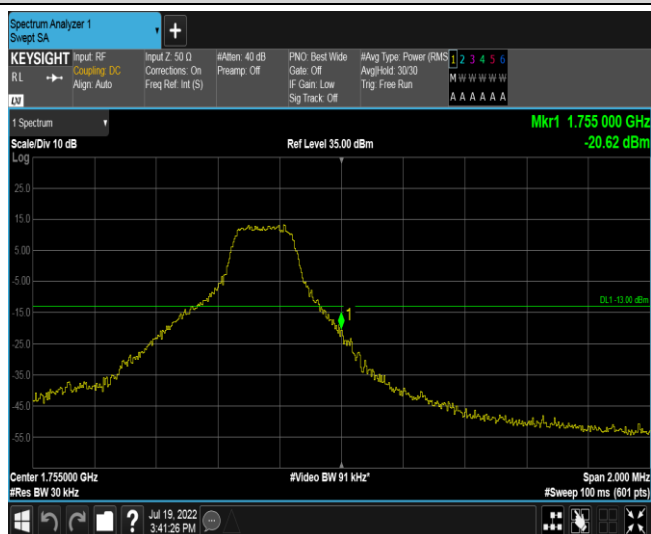 Spectrum Analyzer 1
Swept SA
+
KEYSIGHT
RL
Input: RF
Coupling: DC
Align: Auto
Input Z: 50 Ω
Corrections: On
Freq Ref: Int (S)
#Atten: 40 dB
Preamp: Off
PNO: Best Wide
Gate: Off
IF Gain: Low
Sig Track: Off
#Avg Type: Power (RMS
Avg|Hold: 30/30
Trig: Free Run
1 2 3 4 5 6
M W W W W W
A A A A A A
LXI
1 Spectrum
Scale/Div 10 dB
Ref Level 35.00 dBm
Mkr1 1.755 000 GHz
-20.62 dBm
Log
25.0
15.0
5.00
-5.00
-15.0
-25.0
-35.0
-45.0
-55.0
DL1 -13.00 dBm
1
Center 1.755000 GHz
#Video BW 91 kHz*
Span 2.000 MHz
#Res BW 30 kHz
#Sweep 100 ms (601 pts)
?
Jul 19, 2022
3:41:26 PM